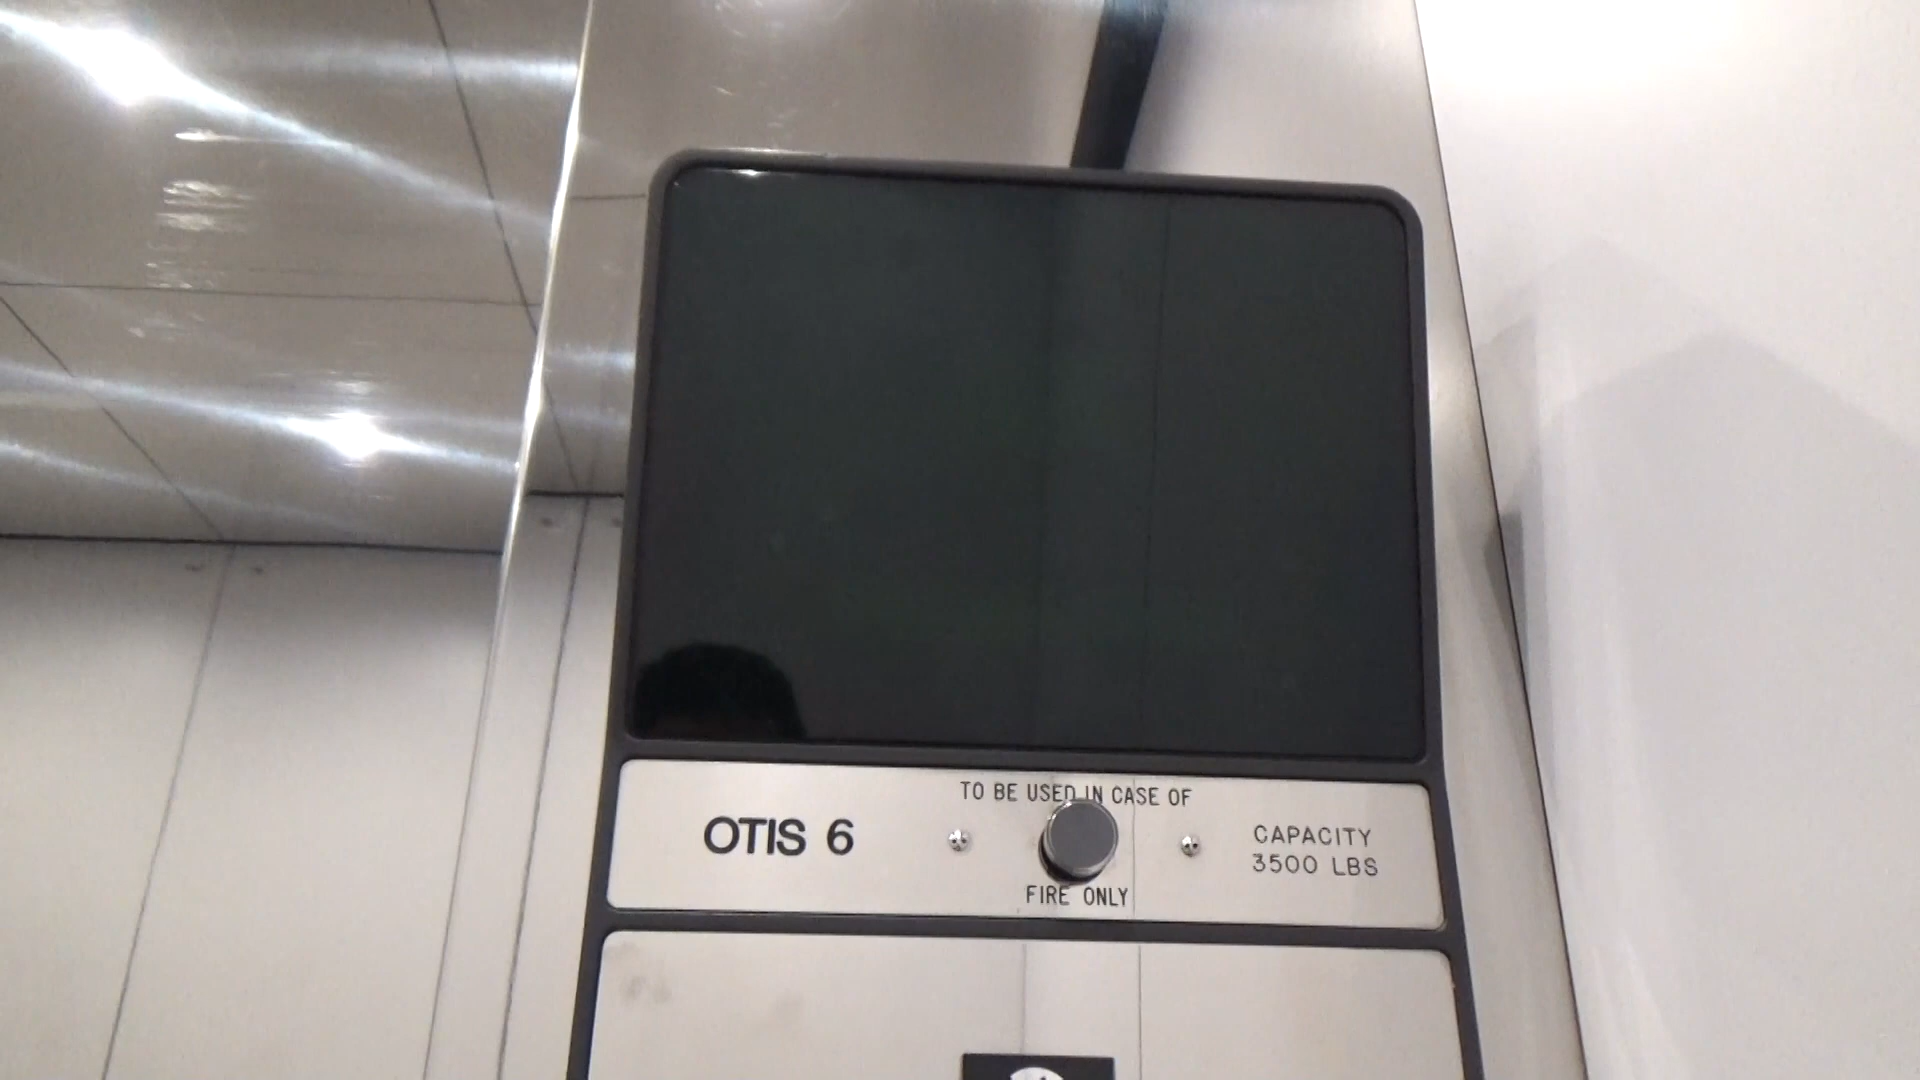 TO BE USED IN CASE OF
OTIS 6
CAPACITY
3500 LBS
FIRE ONLY